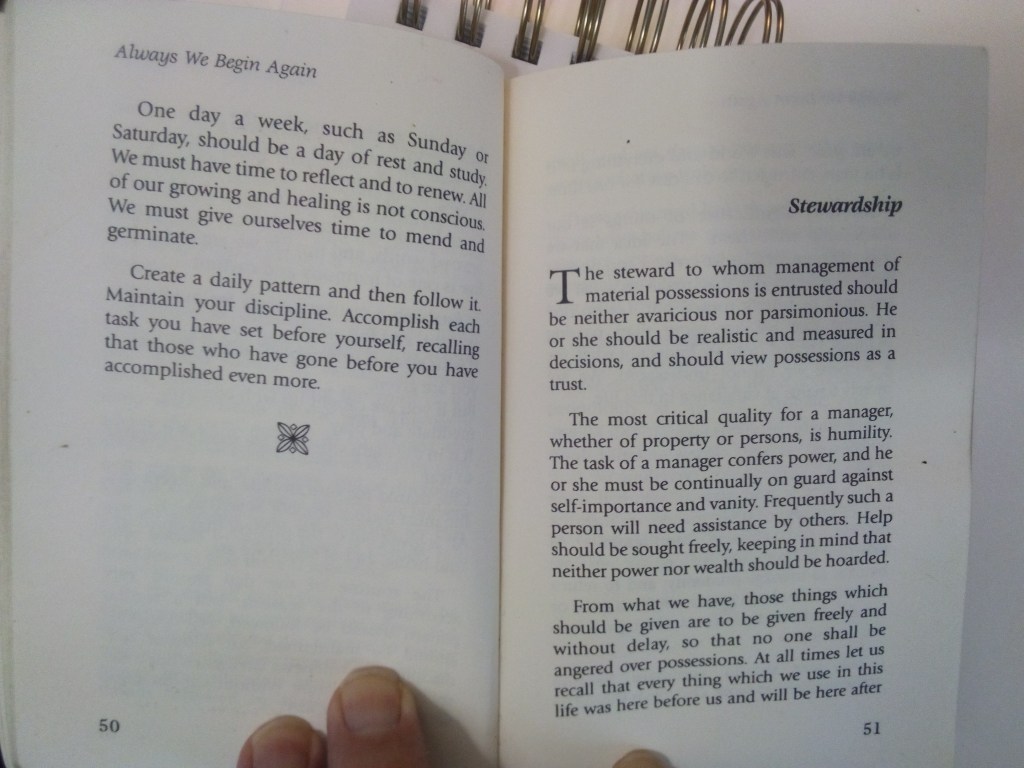 Always We Begin Again
One day a week, such as Sunday or
Saturday, should be a day of rest and study.
We must have time to reflect and to renew. All
of our growing and healing is not conscious.
We must give ourselves time to mend and
germinate.
Create a daily pattern and then follow it.
Maintain your discipline. Accomplish each
task you have set before yourself, recalling
that those who have gone before you have
accomplished even more.
50
Stewardship
The steward to whom management of
material possessions is entrusted should
be neither avaricious nor parsimonious. He
or she should be realistic and measured in
decisions, and should view possessions as a
trust.
The most critical quality for a manager,
whether of property or persons, is humility.
The task of a manager confers power, and he
or she must be continually on guard against
self-importance and vanity. Frequently such a
person will need assistance by others. Help
should be sought freely, keeping in mind that
neither power nor wealth should be hoarded.
From what we have, those things which
should be given are to be given freely and
without delay, so that no one shall be
angered over possessions. At all times let us
recall that every thing which we use in this
life was here before us and will be here after
51